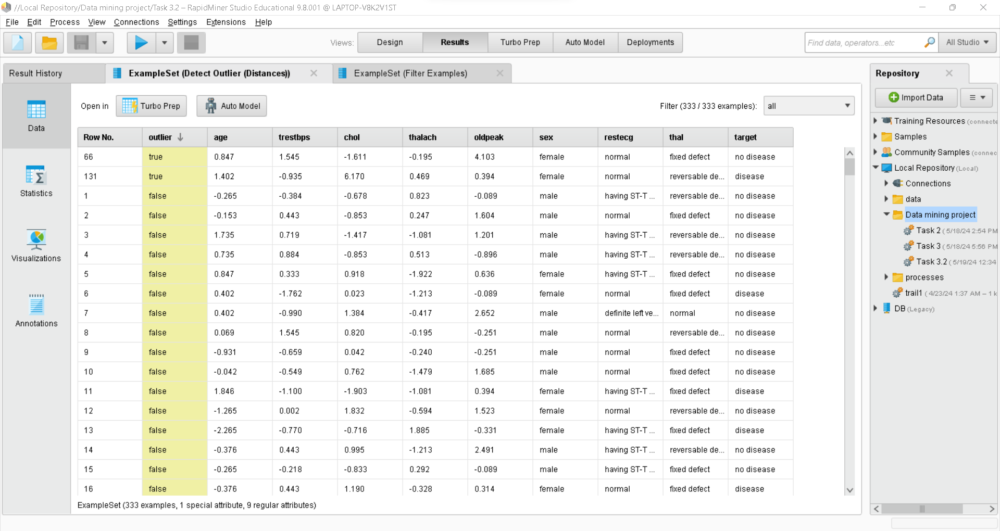 //Local Repository/Data mining project/Task 3.2 – RapidMiner Studio Educational 9.8.001 @ LAPTOP-V8K2V1ST
File Edit Process View Connections Settings Extensions Help
Views: Design Results Turbo Prep Auto Model Deployments Find data, operators...etc All Studio
Result History ExampleSet (Detect Outlier (Distances)) ExampleSet (Filter Examples)
Open in Turbo Prep Auto Model Filter (333 / 333 examples): all
Data
Statistics
Visualizations
Annotations
Row No. outlier age trestbps chol thalach oldpeak sex restecg thal target
66 true 0.847 1.545 -1.611 -0.195 4.103 female normal fixed defect no disease
131 true 1.402 -0.935 6.170 0.469 0.394 female normal reversable de... disease
1 false -0.265 -0.384 -0.678 0.823 -0.089 male having ST-T ... reversable de... no disease
2 false -0.153 0.443 -0.853 0.247 1.604 male normal fixed defect no disease
3 false 1.735 0.719 -1.417 -1.081 1.201 male having ST-T ... reversable de... no disease
4 false 0.735 0.884 -0.853 0.513 -0.896 male having ST-T ... reversable de... no disease
5 false 0.847 0.333 0.918 -1.922 0.636 female having ST-T ... fixed defect no disease
6 false 0.402 -1.762 0.023 -1.213 -0.089 male normal fixed defect disease
7 false 0.402 -0.990 1.384 -0.417 2.652 male definite left ve... normal no disease
8 false 0.069 1.545 0.820 -0.195 -0.251 male normal reversable de... no disease
9 false -0.931 -0.659 0.042 -0.240 -0.251 male normal fixed defect no disease
10 false -0.042 -0.549 0.762 -1.479 1.685 male normal fixed defect no disease
11 false 1.846 -1.100 -1.903 -1.081 0.394 female having ST-T ... fixed defect disease
12 false -1.265 0.002 1.832 -0.594 1.523 female normal reversable de... no disease
13 false -2.265 -0.770 -0.716 1.885 -0.331 female having ST-T ... fixed defect disease
14 false -0.376 0.443 0.995 -1.213 2.491 male having ST-T ... reversable de... no disease
15 false -0.265 -0.218 -0.833 0.292 -0.089 male having ST-T ... fixed defect no disease
16 false -0.376 0.443 1.190 -0.328 0.314 female normal fixed defect disease
ExampleSet (333 examples, 1 special attribute, 9 regular attributes)
Repository
Import Data
Training Resources (connecte
Samples
Community Samples (connec
Local Repository (Local)
Connections
data
Data mining project
Task 2 (5/18/24 2:54 PM
Task 3 (5/18/24 5:56 PM
Task 3.2 (5/19/24 12:34
processes
trail1 (4/23/24 1:37 AM – 1 k
DB (Legacy)